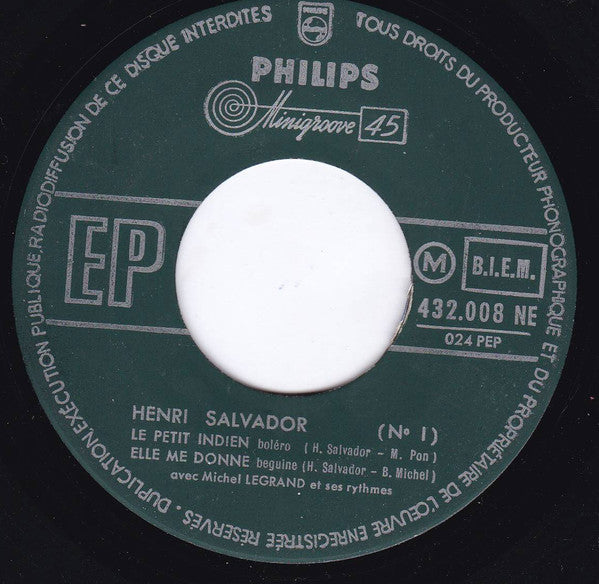 TOUS DROITS DU PRODUCTEUR PHONOGRAPHIQUE ET DU PROPRIÉTAIRE DE L'ŒUVRE ENREGISTRÉE RÉSERVÉS · DUPLICATION, EXÉCUTION PUBLIQUE, RADIODIFFUSION DE CE DISQUE INTERDITES
PHILIPS
PHILIPS
Minigroove 45
EP
M B.I.E.M.
432.008 NE
024 PEP
HENRI SALVADOR (Nº 1)
LE PETIT INDIEN boléro (H. Salvador - M. Pon)
ELLE ME DONNE beguine (H. Salvador - B. Michel)
avec Michel LEGRAND et ses rythmes